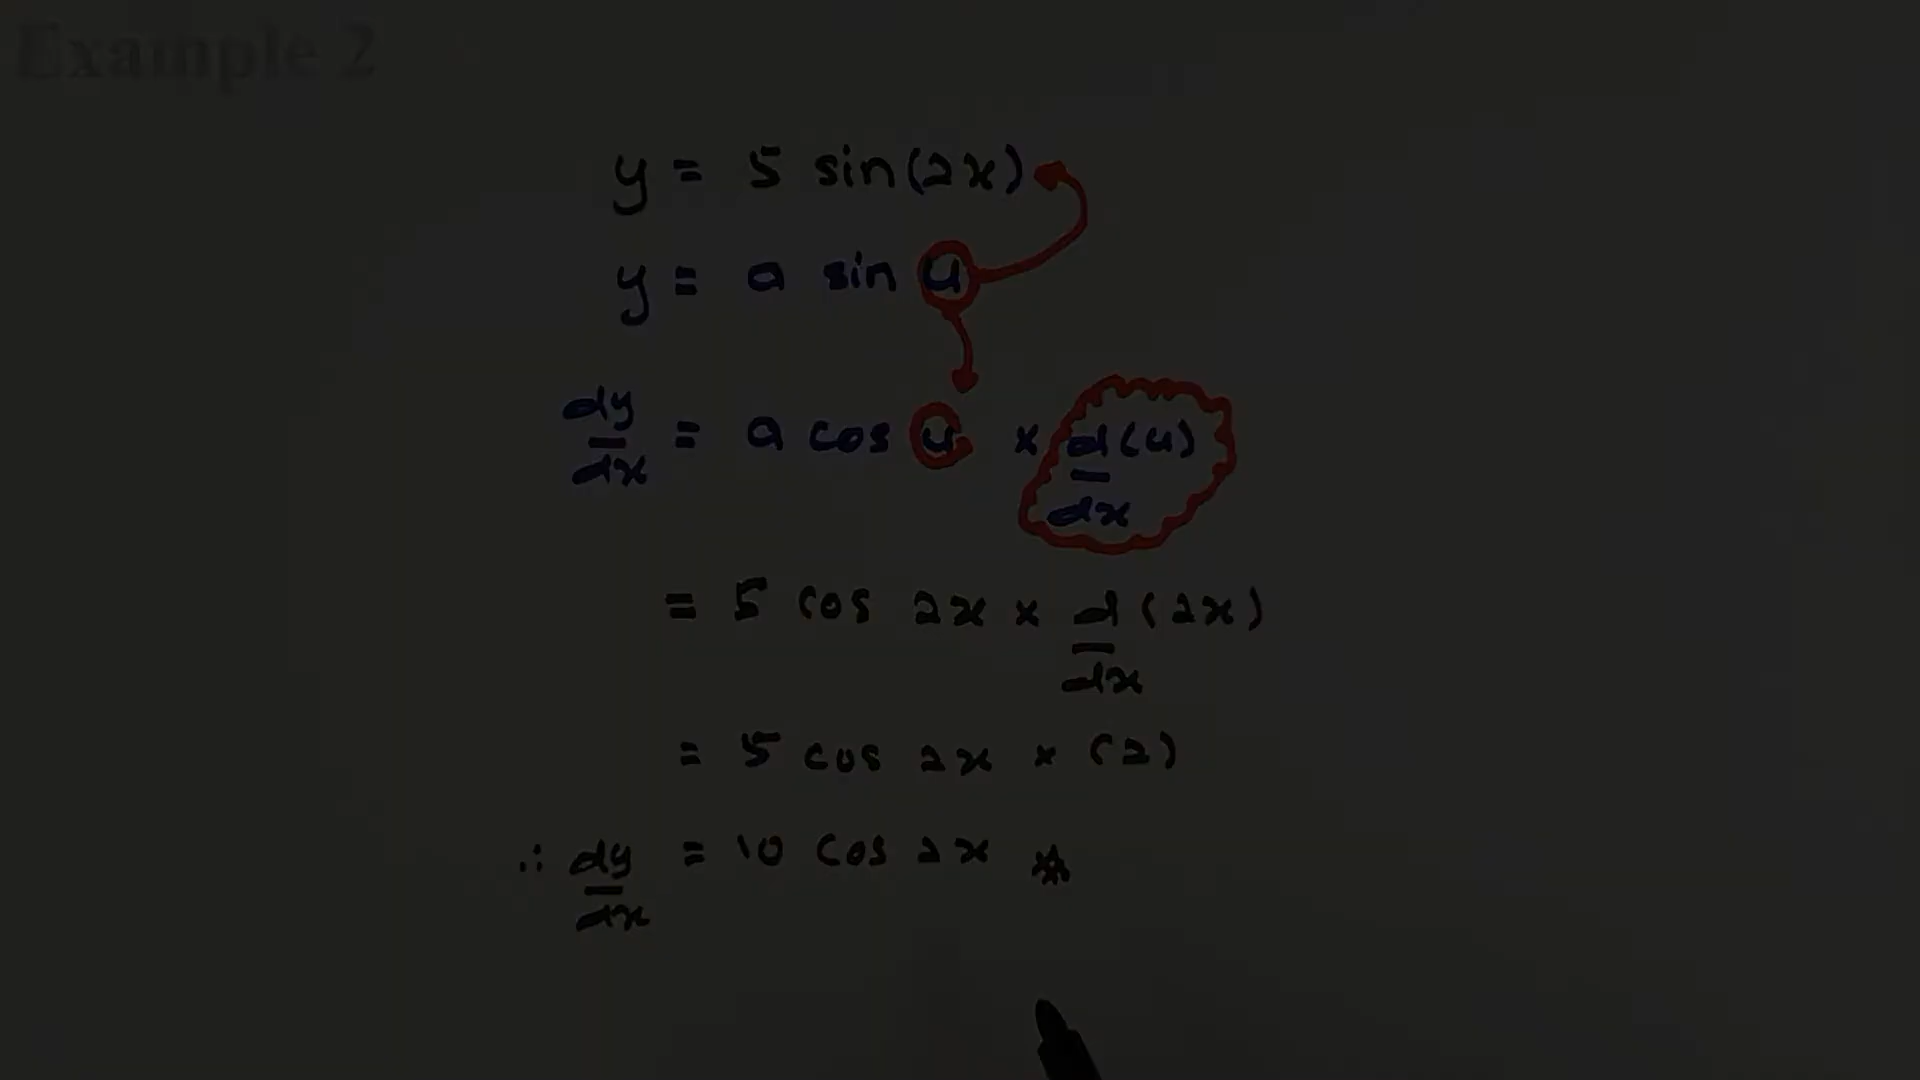 Example 2
y = 5 sin(2x)
y = a sin u
dy/dx = a cos u × d/dx (u)
= 5 cos 2x × d/dx (2x)
= 5 cos 2x × (2)
∴ dy/dx = 10 cos 2x *